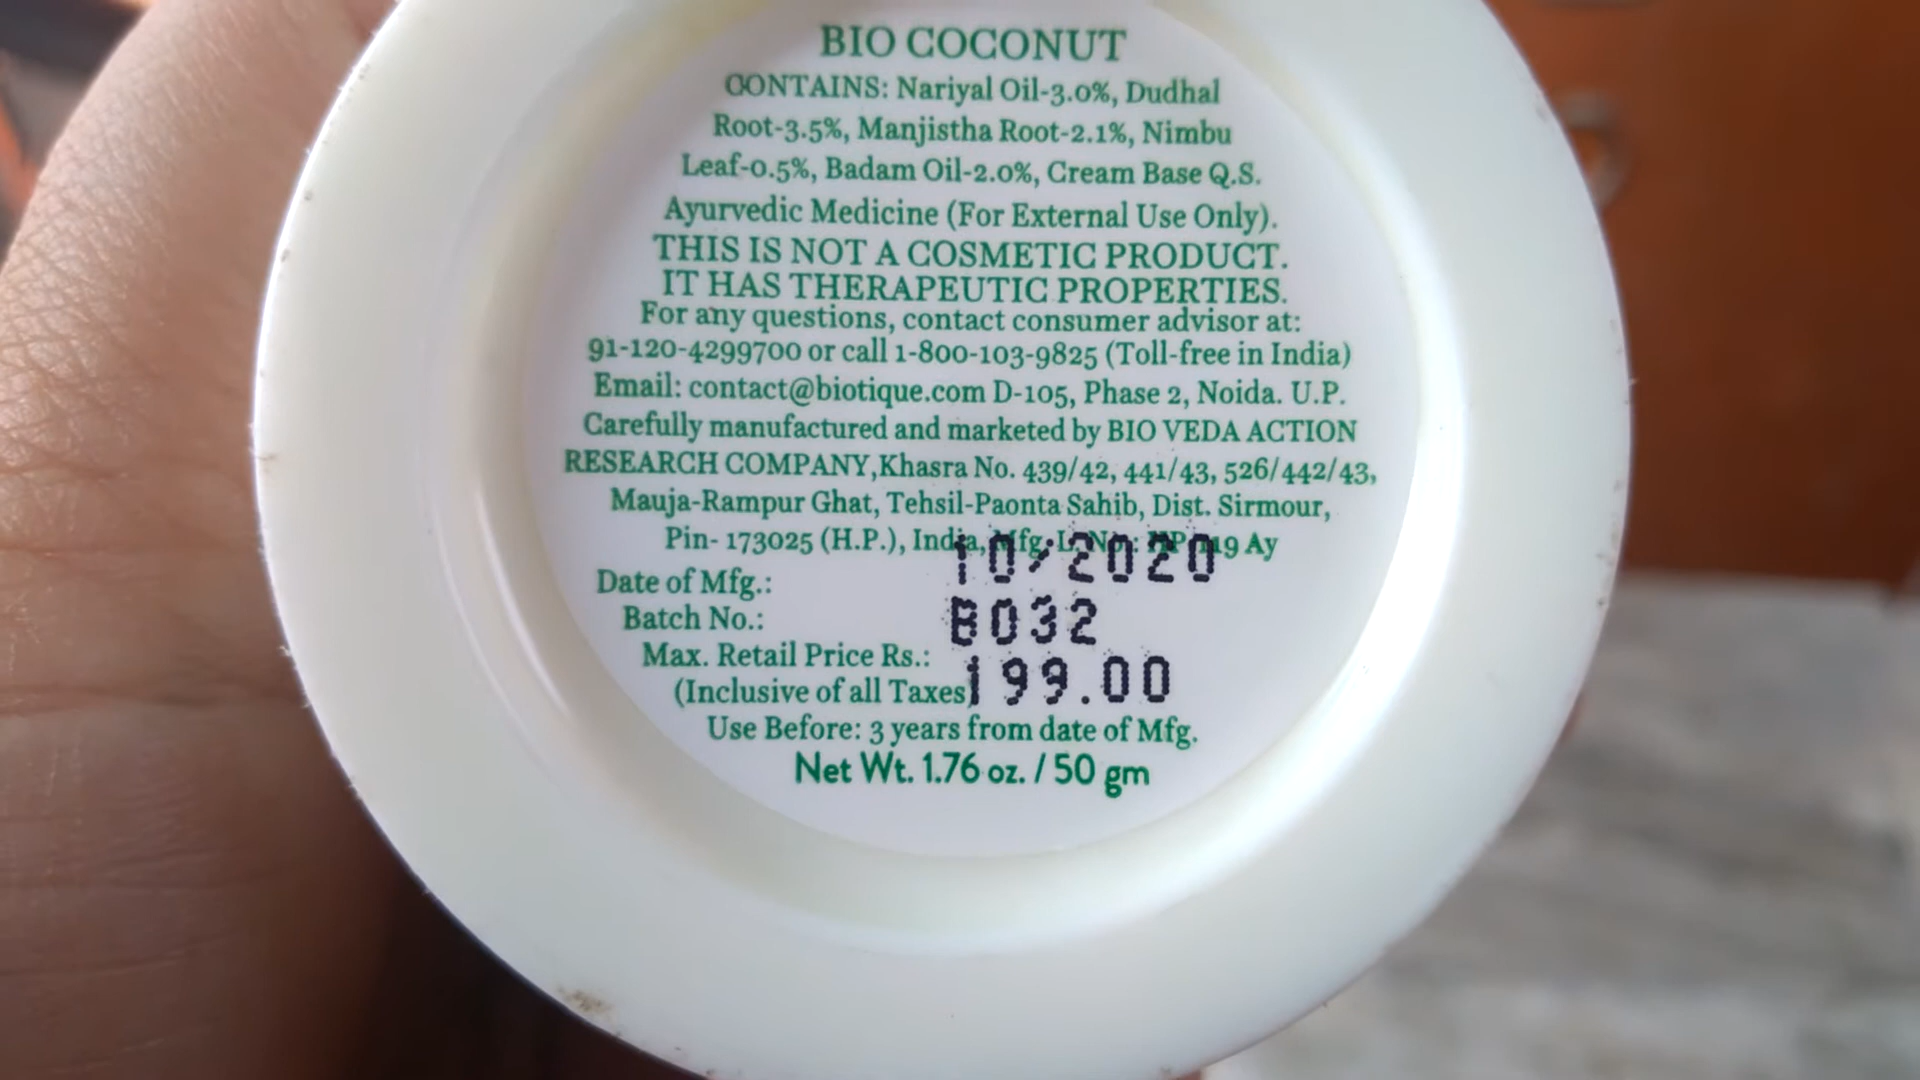 BIO COCONUT
CONTAINS: Nariyal Oil-3.0%, Dudhal
Root-3.5%, Manjistha Root-2.1%, Nimbu
Leaf-0.5%, Badam Oil-2.0%, Cream Base Q.S.
Ayurvedic Medicine (For External Use Only).
THIS IS NOT A COSMETIC PRODUCT.
IT HAS THERAPEUTIC PROPERTIES.
For any questions, contact consumer advisor at:
91-120-4299700 or call 1-800-103-9825 (Toll-free in India)
Email: contact@biotique.com D-105, Phase 2, Noida. U.P.
Carefully manufactured and marketed by BIO VEDA ACTION
RESEARCH COMPANY,Khasra No. 439/42, 441/43, 526/442/43,
Mauja-Rampur Ghat, Tehsil-Paonta Sahib, Dist. Sirmour,
Pin- 173025 (H.P.), India, Mfg. L. No.: Ay
Date of Mfg.: 10/2020
Batch No.: B032
Max. Retail Price Rs.: 199.00
(Inclusive of all Taxes)
Use Before: 3 years from date of Mfg.
Net Wt. 1.76 oz. / 50 gm